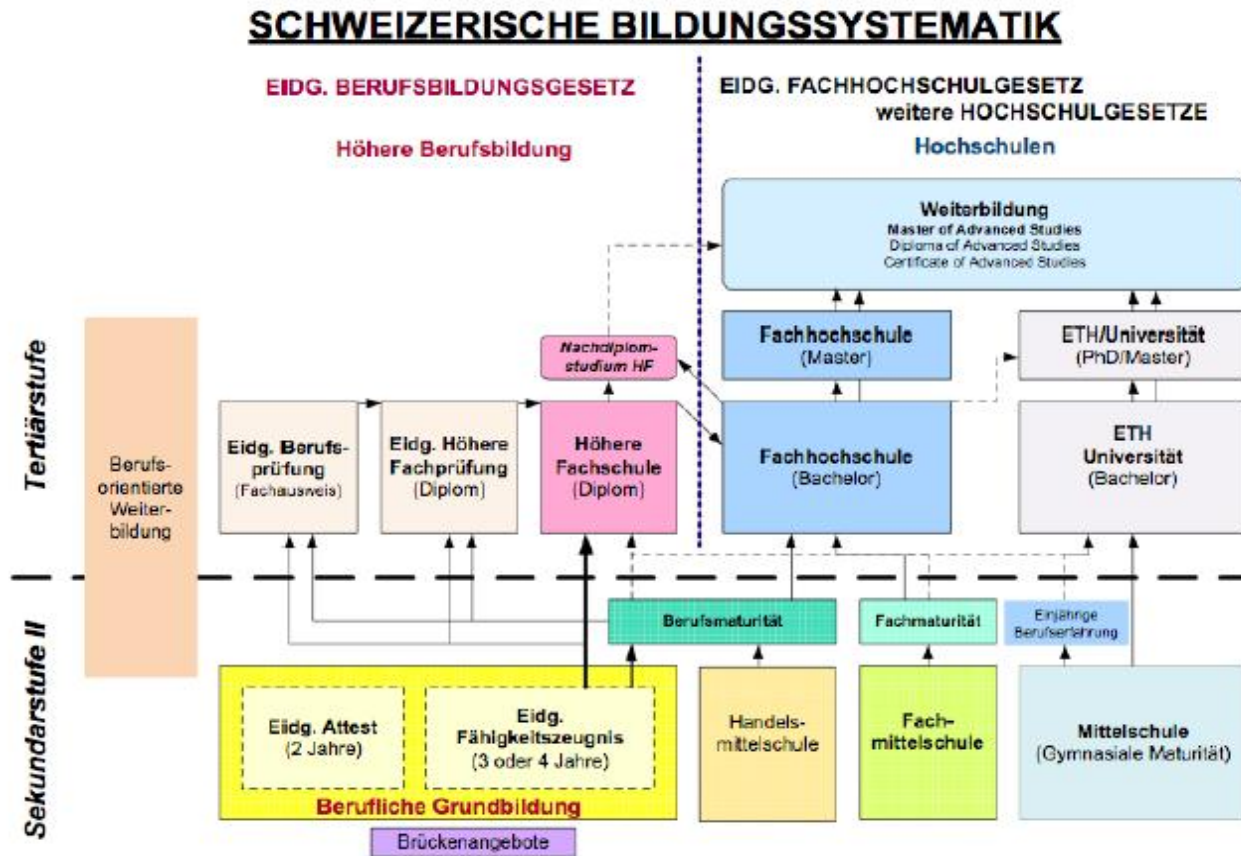 SCHWEIZERISCHE BILDUNGSSYSTEMATIK
EIDG. BERUFSBILDUNGSGESETZ
EIDG. FACHHOCHSCHULGESETZ
weitere HOCHSCHULGESETZE
Höhere Berufsbildung
Hochschulen
Weiterbildung
Master of Advanced Studies
Diploma of Advanced Studies
Certificate of Advanced Studies
Tertiärstufe
Berufs-
orientierte
Weiter-
bildung
Nachdiplom-
studium HF
Fachhochschule
(Master)
ETH/Universität
(PhD/Master)
Eidg. Berufs-
prüfung
(Fachausweis)
Eidg. Höhere
Fachprüfung
(Diplom)
Höhere
Fachschule
(Diplom)
Fachhochschule
(Bachelor)
ETH
Universität
(Bachelor)
Sekundarstufe II
Berufsmaturität
Fachmaturität
Einjährige
Berufserfahrung
Eidg. Attest
(2 Jahre)
Eidg.
Fähigkeitszeugnis
(3 oder 4 Jahre)
Berufliche Grundbildung
Handels-
mittelschule
Fach-
mittelschule
Mittelschule
(Gymnasiale Maturität)
Brückenangebote